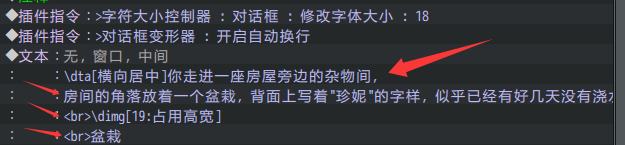 ◆插件指令:>字符大小控制器 : 对话框 : 修改字体大小 : 18
◆插件指令:>对话框变形器 : 开启自动换行
◆文本：无, 窗口, 中间
:　　:\dta[横向居中]你走进一座房屋旁边的杂物间，
:　　:房间的角落放着一个盆栽，背面上写着"珍妮"的字样，似乎已经有好几天没有浇
:　　:<br>\dimg[19:占用高宽]
:　　:<br>盆栽